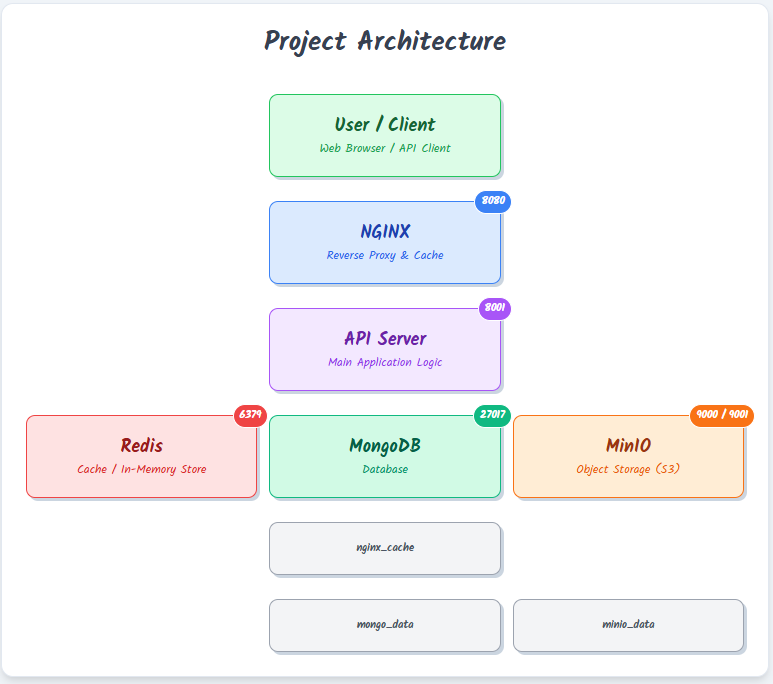 Project Architecture
User / Client
Web Browser / API Client
8080
NGINX
Reverse Proxy & Cache
8001
API Server
Main Application Logic
6379
Redis
Cache / In-Memory Store
27017
MongoDB
Database
9000 / 9001
MinIO
Object Storage (S3)
nginx_cache
mongo_data
minio_data